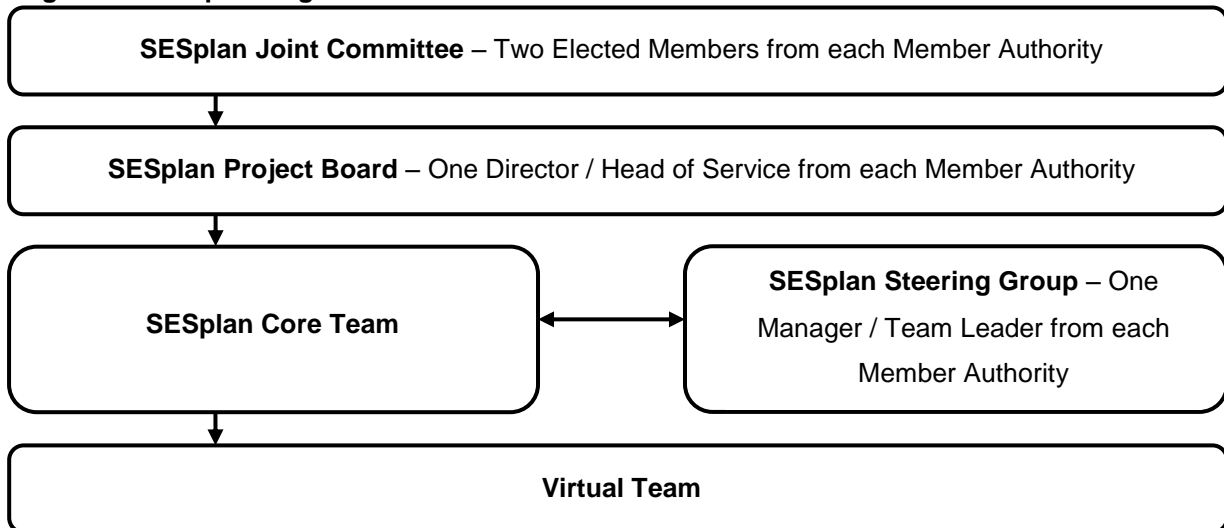 SESplan Joint Committee – Two Elected Members from each Member Authority
SESplan Project Board – One Director / Head of Service from each Member Authority
SESplan Core Team
SESplan Steering Group – One
Manager / Team Leader from each
Member Authority
Virtual Team